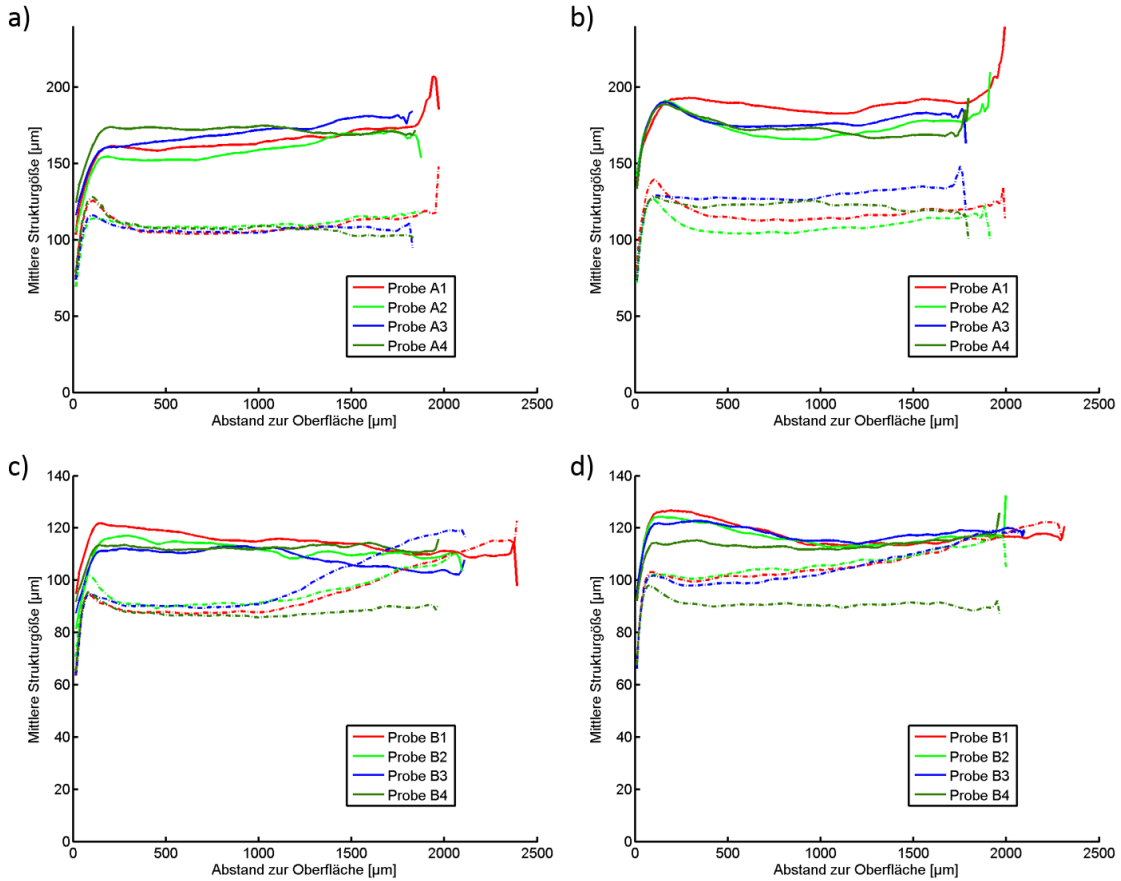 a)
Mittlere Strukturgöße [µm]
200
150
100
50
0
0 500 1000 1500 2000 2500
Abstand zur Oberfläche [µm]
Probe A1
Probe A2
Probe A3
Probe A4
b)
Mittlere Strukturgöße [µm]
200
150
100
50
0
0 500 1000 1500 2000 2500
Abstand zur Oberfläche [µm]
Probe A1
Probe A2
Probe A3
Probe A4
c)
Mittlere Strukturgöße [µm]
140
120
100
80
60
40
20
0
0 500 1000 1500 2000 2500
Abstand zur Oberfläche [µm]
Probe B1
Probe B2
Probe B3
Probe B4
d)
Mittlere Strukturgöße [µm]
140
120
100
80
60
40
20
0
0 500 1000 1500 2000 2500
Abstand zur Oberfläche [µm]
Probe B1
Probe B2
Probe B3
Probe B4